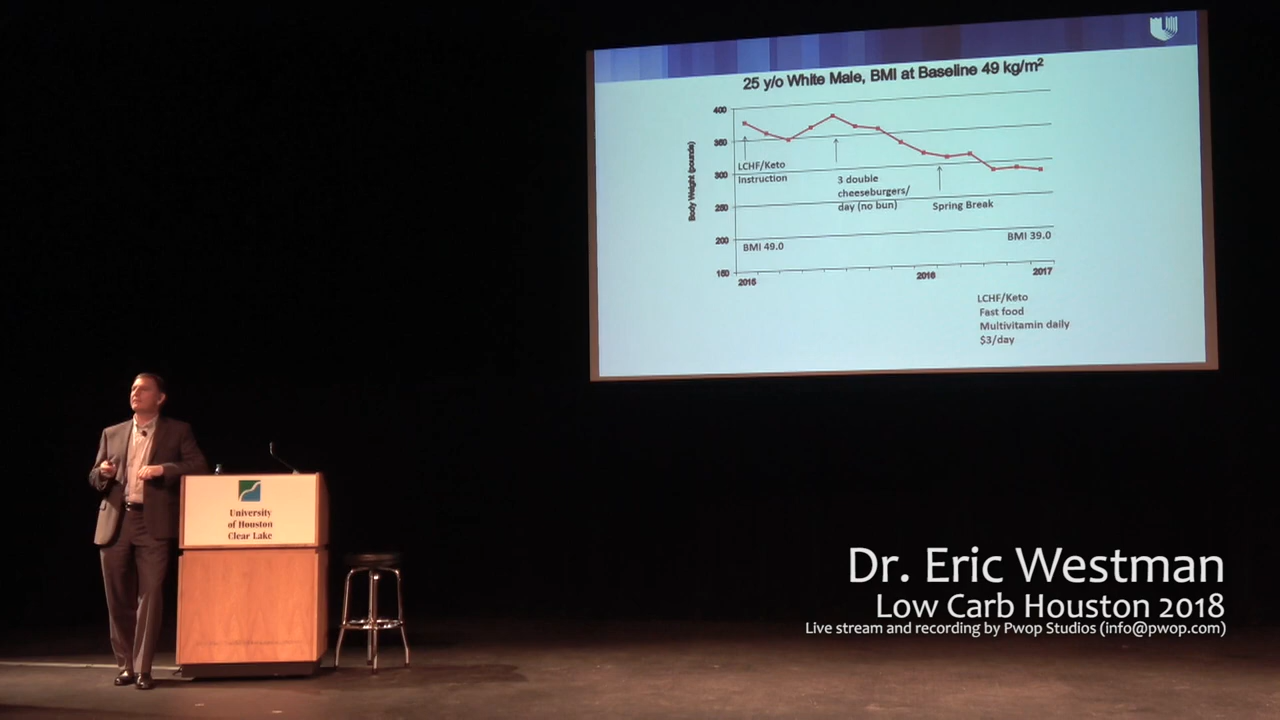 25 y/o White Male, BMI at Baseline 49 kg/m²
400
350
300
250
200
150
Body Weight (pounds)
LCHF/Keto
Instruction
3 double
cheeseburgers/
day (no bun)
Spring Break
BMI 49.0
BMI 39.0
2015
2016
2017
LCHF/Keto
Fast food
Multivitamin daily
$3/day
University
of Houston
Clear Lake
Dr. Eric Westman
Low Carb Houston 2018
Live stream and recording by Pwop Studios (info@pwop.com)